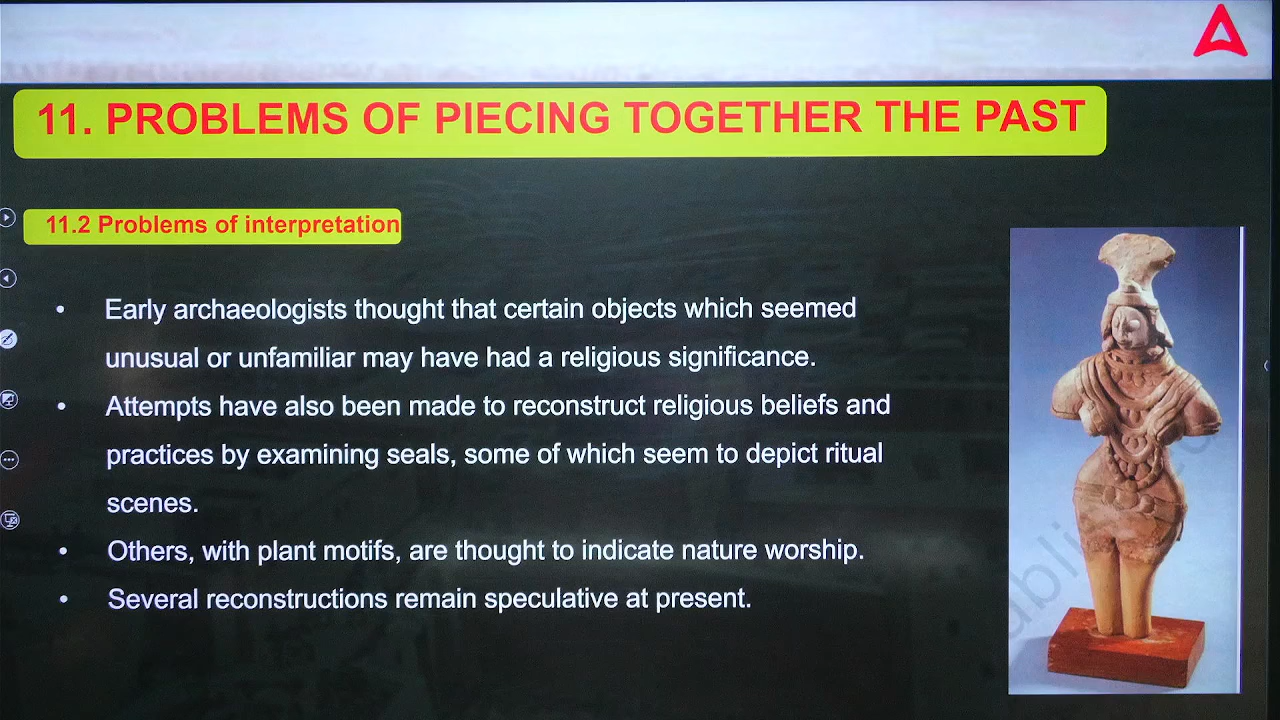 11. PROBLEMS OF PIECING TOGETHER THE PAST
11.2 Problems of interpretation
• Early archaeologists thought that certain objects which seemed
unusual or unfamiliar may have had a religious significance.
• Attempts have also been made to reconstruct religious beliefs and
practices by examining seals, some of which seem to depict ritual
scenes.
• Others, with plant motifs, are thought to indicate nature worship.
• Several reconstructions remain speculative at present.